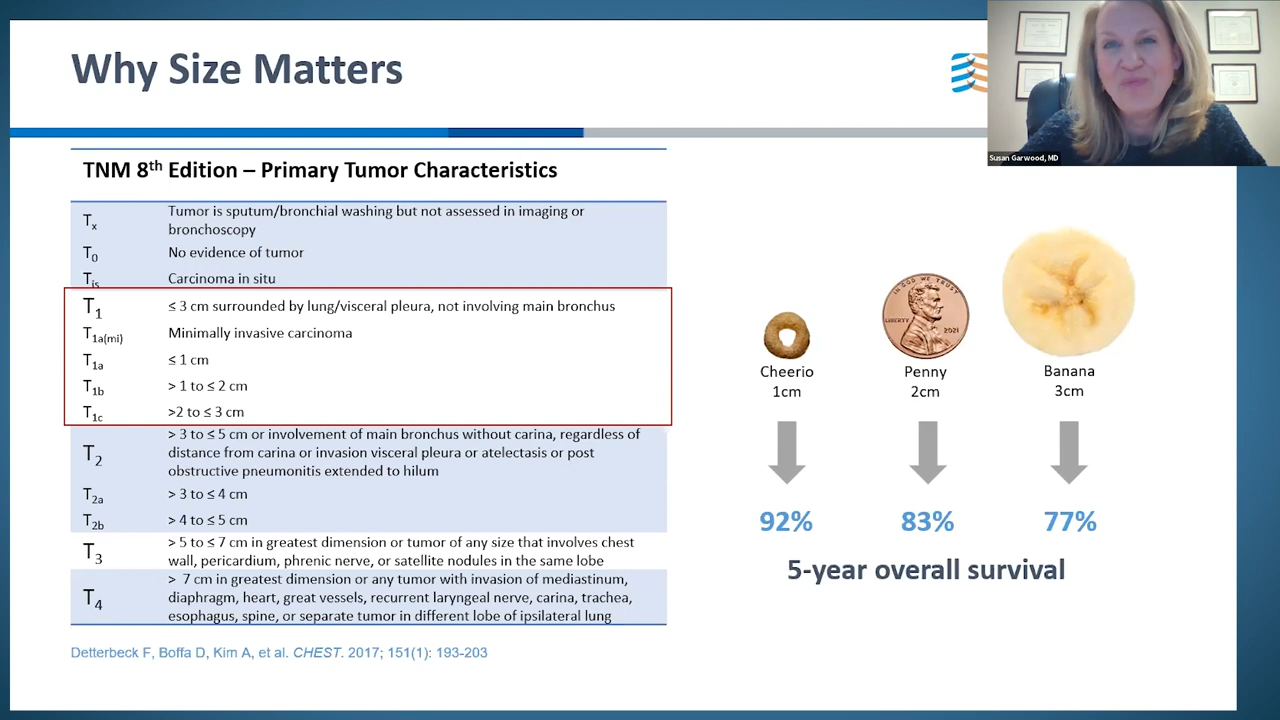 Why Size Matters
Susan Garwood, MD
TNM 8th Edition – Primary Tumor Characteristics
Tx Tumor is sputum/bronchial washing but not assessed in imaging or
bronchoscopy
T0 No evidence of tumor
Tis Carcinoma in situ
T1 ≤ 3 cm surrounded by lung/visceral pleura, not involving main bronchus
T1a(mi) Minimally invasive carcinoma
T1a ≤ 1 cm
T1b > 1 to ≤ 2 cm
T1c >2 to ≤ 3 cm
T2 > 3 to ≤ 5 cm or involvement of main bronchus without carina, regardless of
distance from carina or invasion visceral pleura or atelectasis or post
obstructive pneumonitis extended to hilum
T2a > 3 to ≤ 4 cm
T2b > 4 to ≤ 5 cm
T3 > 5 to ≤ 7 cm in greatest dimension or tumor of any size that involves chest
wall, pericardium, phrenic nerve, or satellite nodules in the same lobe
T4 > 7 cm in greatest dimension or any tumor with invasion of mediastinum,
diaphragm, heart, great vessels, recurrent laryngeal nerve, carina, trachea,
esophagus, spine, or separate tumor in different lobe of ipsilateral lung
Detterbeck F, Boffa D, Kim A, et al. CHEST. 2017; 151(1): 193-203
IN GOD WE TRUST
LIBERTY
2021
Cheerio Penny Banana
1cm 2cm 3cm
92% 83% 77%
5-year overall survival